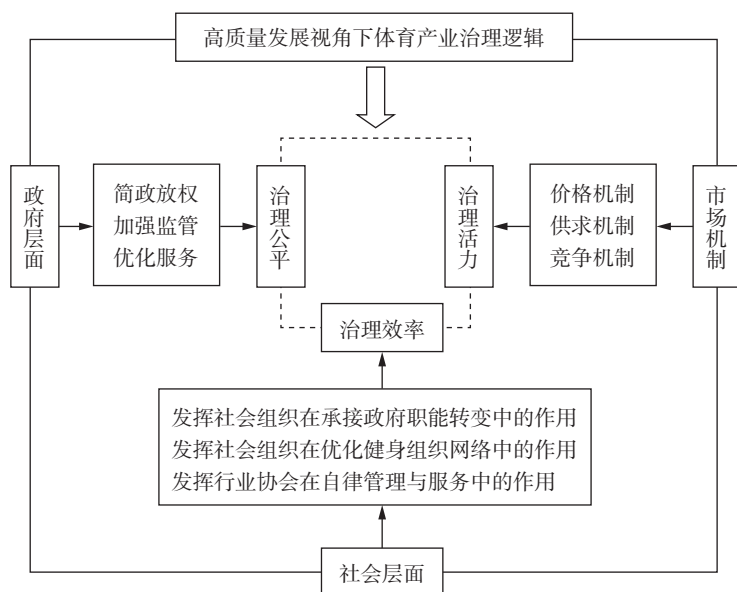 高质量发展视角下体育产业治理逻辑
政府层面
简政放权
加强监管
优化服务
治理公平
治理活力
价格机制
供求机制
竞争机制
市场机制
治理效率
发挥社会组织在承接政府职能转变中的作用
发挥社会组织在优化健身组织网络中的作用
发挥行业协会在自律管理与服务中的作用
社会层面